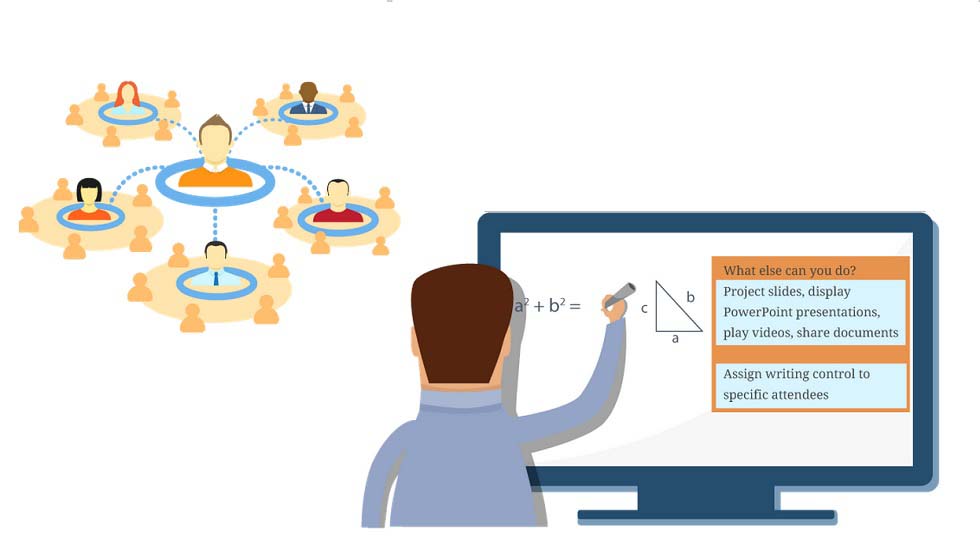 a² + b² =
c
b
a
What else can you do?
Project slides, display
PowerPoint presentations,
play videos, share documents
Assign writing control to
specific attendees